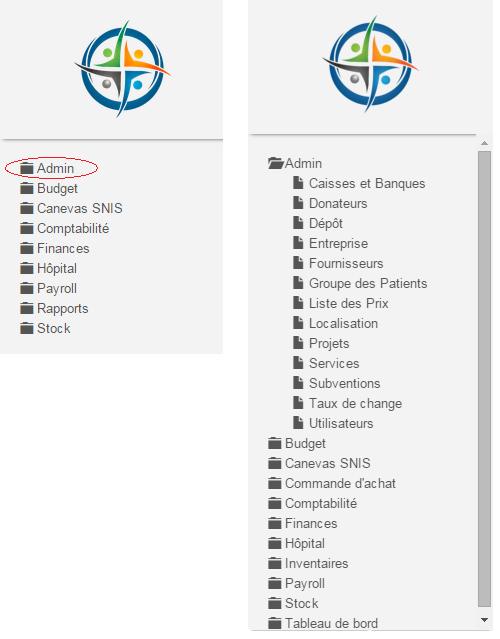 Admin
Budget
Canevas SNIS
Comptabilité
Finances
Hôpital
Payroll
Rapports
Stock
Admin
Caisses et Banques
Donateurs
Dépôt
Entreprise
Fournisseurs
Groupe des Patients
Liste des Prix
Localisation
Projets
Services
Subventions
Taux de change
Utilisateurs
Budget
Canevas SNIS
Commande d'achat
Comptabilité
Finances
Hôpital
Inventaires
Payroll
Stock
Tableau de bord